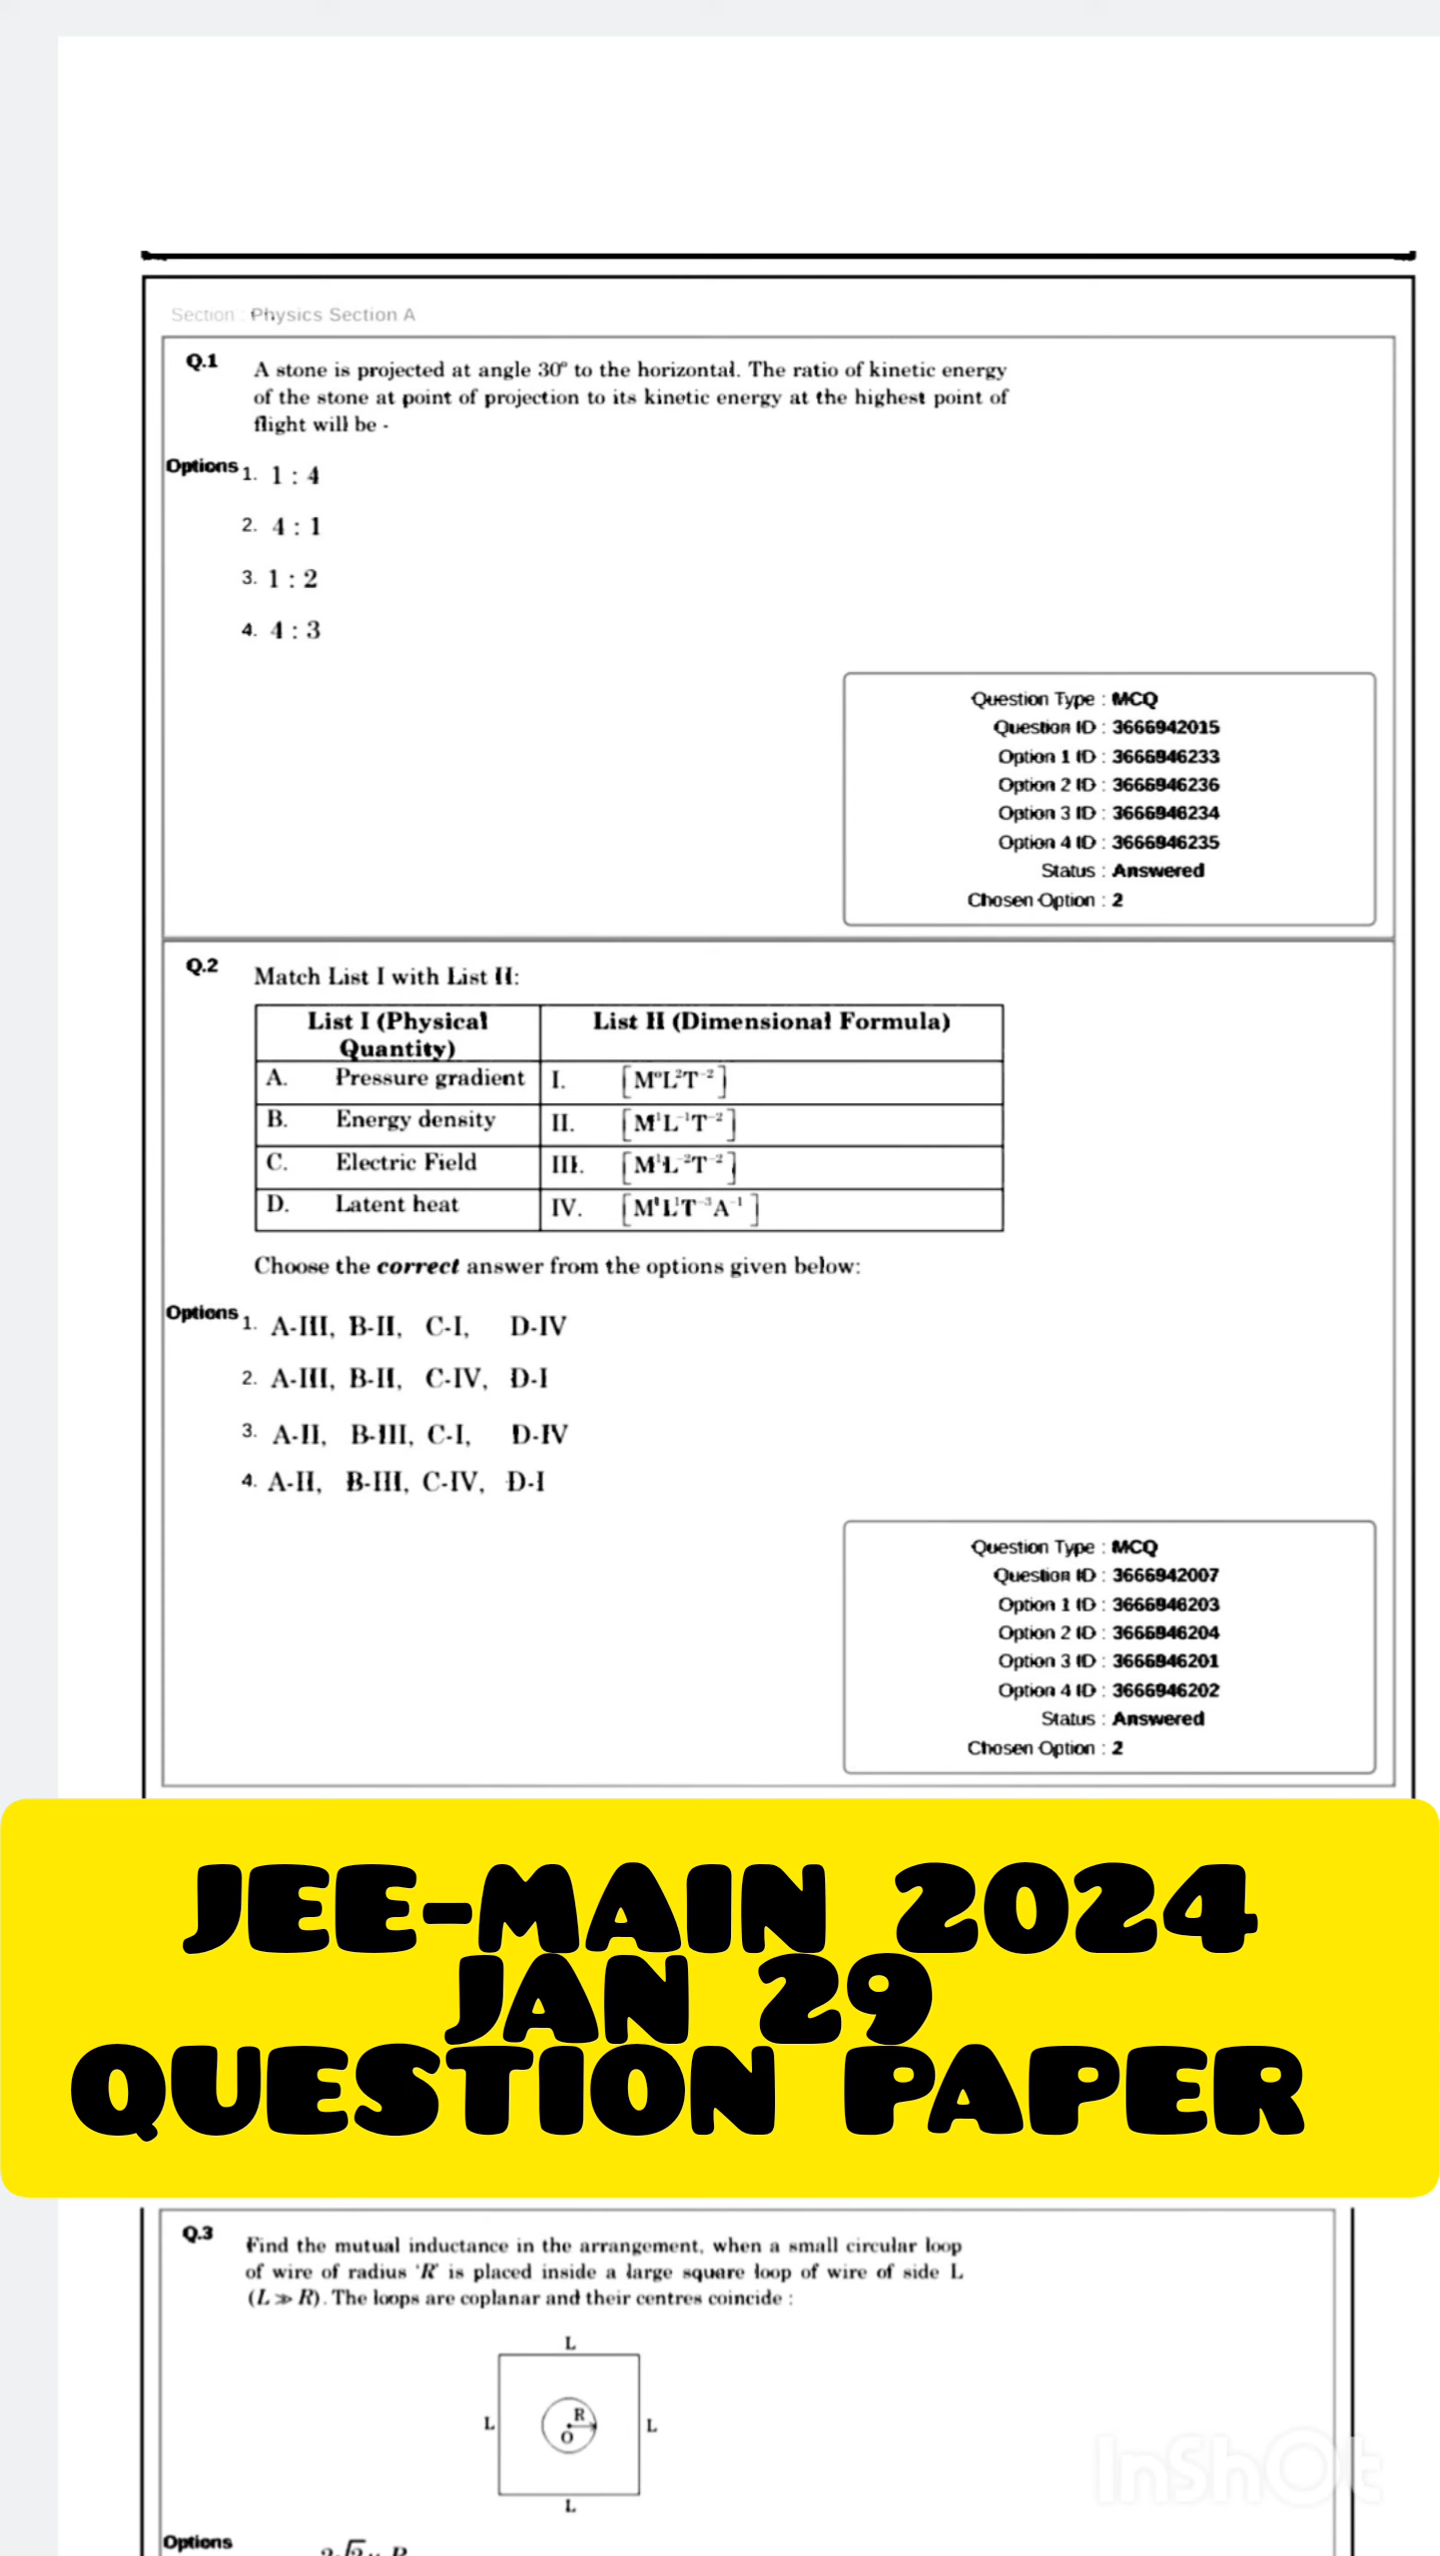 Section : Physics Section A
Q.1 A stone is projected at angle 30° to the horizontal. The ratio of kinetic energy
of the stone at point of projection to its kinetic energy at the highest point of
flight will be -
Options 1. 1 : 4
2. 4 : 1
3. 1 : 2
4. 4 : 3
Question Type : MCQ
Question ID : 3666942015
Option 1 ID : 3666946233
Option 2 ID : 3666946236
Option 3 ID : 3666946234
Option 4 ID : 3666946235
Status : Answered
Chosen Option : 2
Q.2 Match List I with List II:
List I (Physical Quantity) List II (Dimensional Formula)
A. Pressure gradient I. [M⁰L²T⁻²]
B. Energy density II. [M¹L⁻¹T⁻²]
C. Electric Field III. [M¹L⁻²T⁻²]
D. Latent heat IV. [M¹L¹T⁻³A⁻¹]
Choose the correct answer from the options given below:
Options 1. A-III, B-II, C-I, D-IV
2. A-III, B-II, C-IV, D-I
3. A-II, B-III, C-I, D-IV
4. A-II, B-III, C-IV, D-I
Question Type : MCQ
Question ID : 3666942007
Option 1 ID : 3666946203
Option 2 ID : 3666946204
Option 3 ID : 3666946201
Option 4 ID : 3666946202
Status : Answered
Chosen Option : 2
JEE-MAIN 2024
JAN 29
QUESTION PAPER
Q.3 Find the mutual inductance in the arrangement, when a small circular loop
of wire of radius 'R' is placed inside a large square loop of wire of side L
(L ≫ R). The loops are coplanar and their centres coincide :
L
R
L O L
L
InShOt
Options